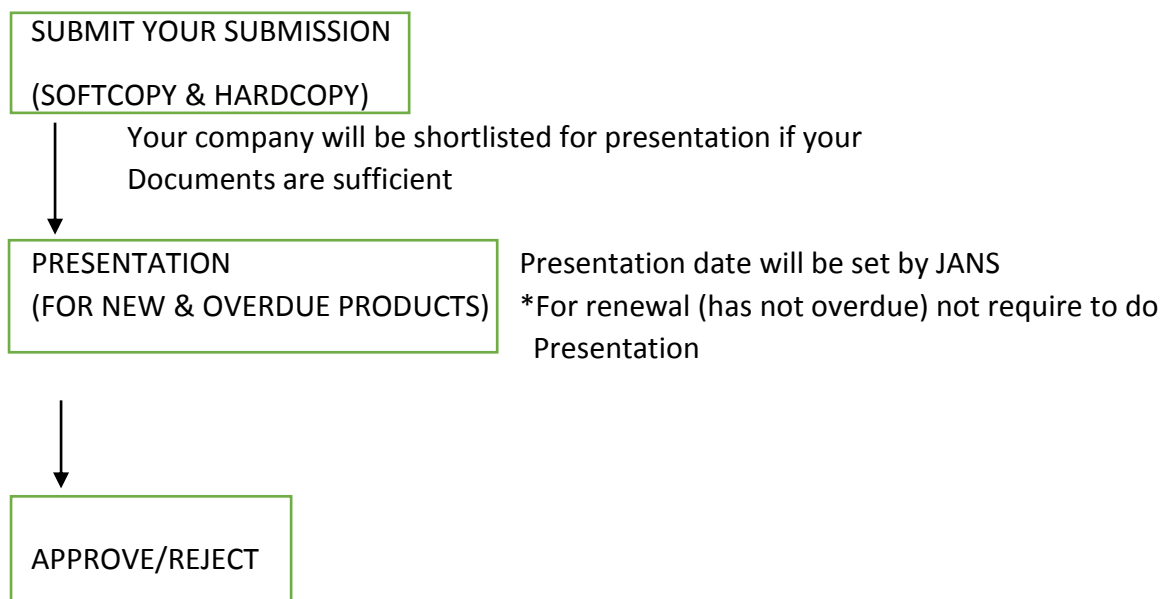 SUBMIT YOUR SUBMISSION
(SOFTCOPY & HARDCOPY)
Your company will be shortlisted for presentation if your
Documents are sufficient
PRESENTATION
(FOR NEW & OVERDUE PRODUCTS)
Presentation date will be set by JANS
*For renewal (has not overdue) not require to do
Presentation
APPROVE/REJECT